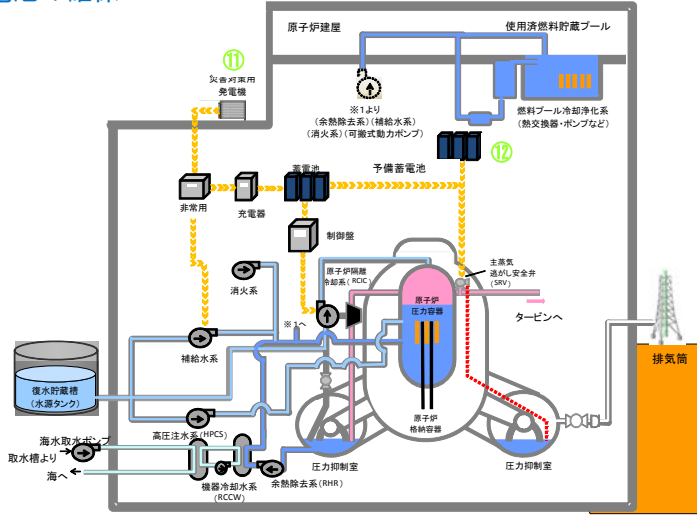 原子炉建屋
使用済燃料貯蔵プール
⑪
災害対策用
発電機
※1より
(余熱除去系)(補給水系)
(消火系)(可搬式動力ポンプ)
燃料プール冷却浄化系
(熱交換器・ポンプなど)
⑫
蓄電池
予備蓄電池
非常用
充電器
制御盤
原子炉隔離
冷却系(RCIC)
主蒸気
逃がし安全弁
(SRV)
消火系
原子炉
圧力容器
タービンへ
※1へ
補給水系
排気筒
復水貯蔵槽
(水源タンク)
原子炉
格納容器
高圧注水系(HPCS)
海水取水ポンプ
取水槽より
海へ
機器冷却水系
(RCCW)
余熱除去系(RHR)
圧力抑制室
圧力抑制室